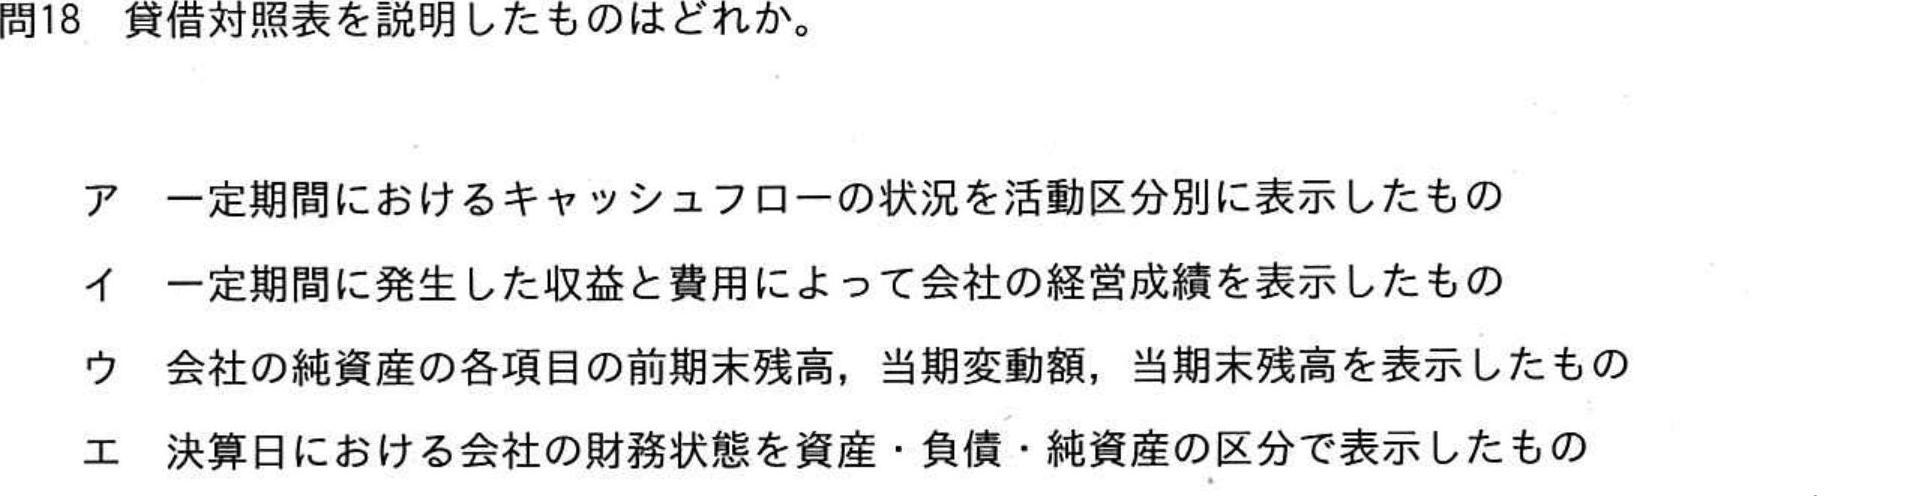 問18 貸借対照表を説明したものはどれか。
ア 一定期間におけるキャッシュフローの状況を活動区分別に表示したもの
イ 一定期間に発生した収益と費用によって会社の経営成績を表示したもの
ウ 会社の純資産の各項目の前期末残高，当期変動額，当期末残高を表示したもの
エ 決算日における会社の財務状態を資産・負債・純資産の区分で表示したもの